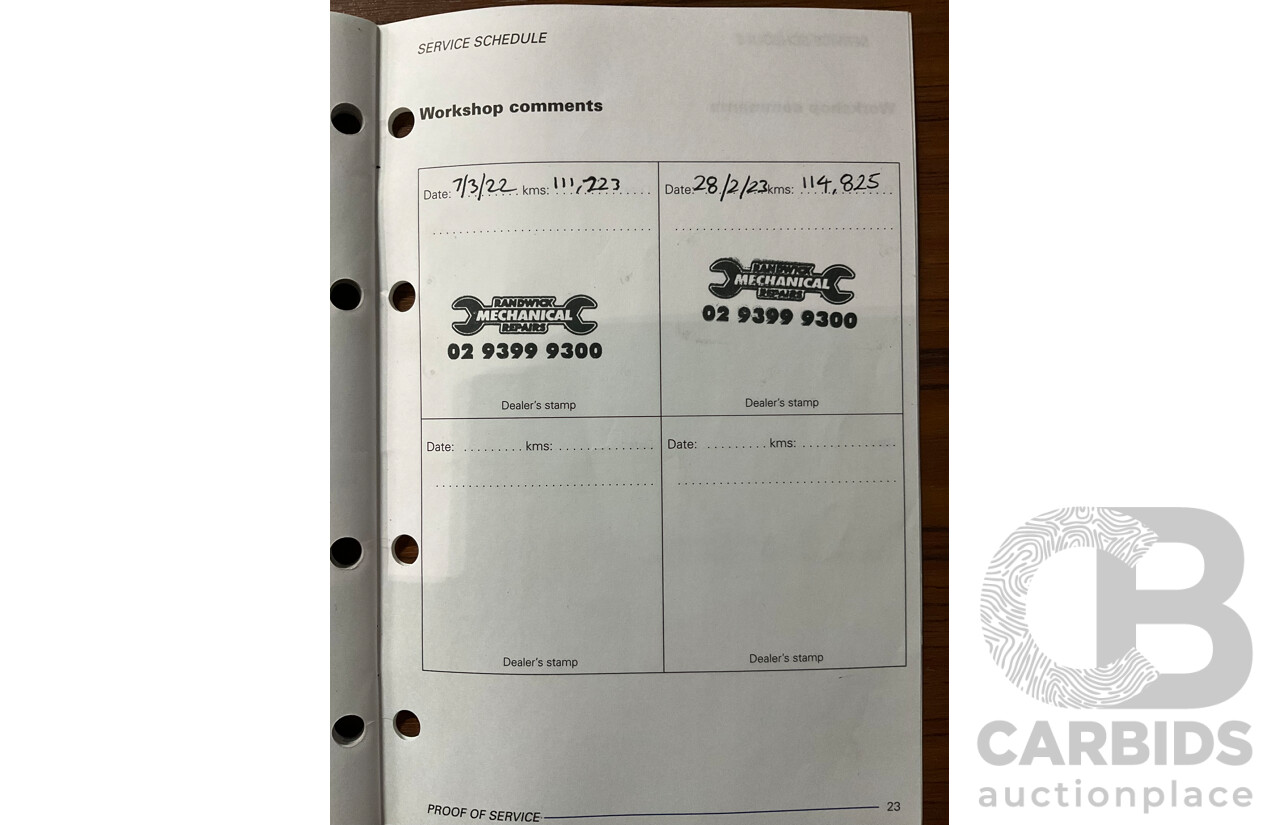 SERVICE SCHEDULE
Workshop comments
Date: 7/3/22 kms: 111,223
RANDWICK
MECHANICAL
REPAIRS
02 9399 9300
Dealer's stamp
Date: 28/2/23 kms: 114,825
RANDWICK
MECHANICAL
REPAIRS
02 9399 9300
Dealer's stamp
Date: ......... kms: ...............
Dealer's stamp
Date: ......... kms: ...............
Dealer's stamp
PROOF OF SERVICE 23
CB
CARBIDS
auctionplace